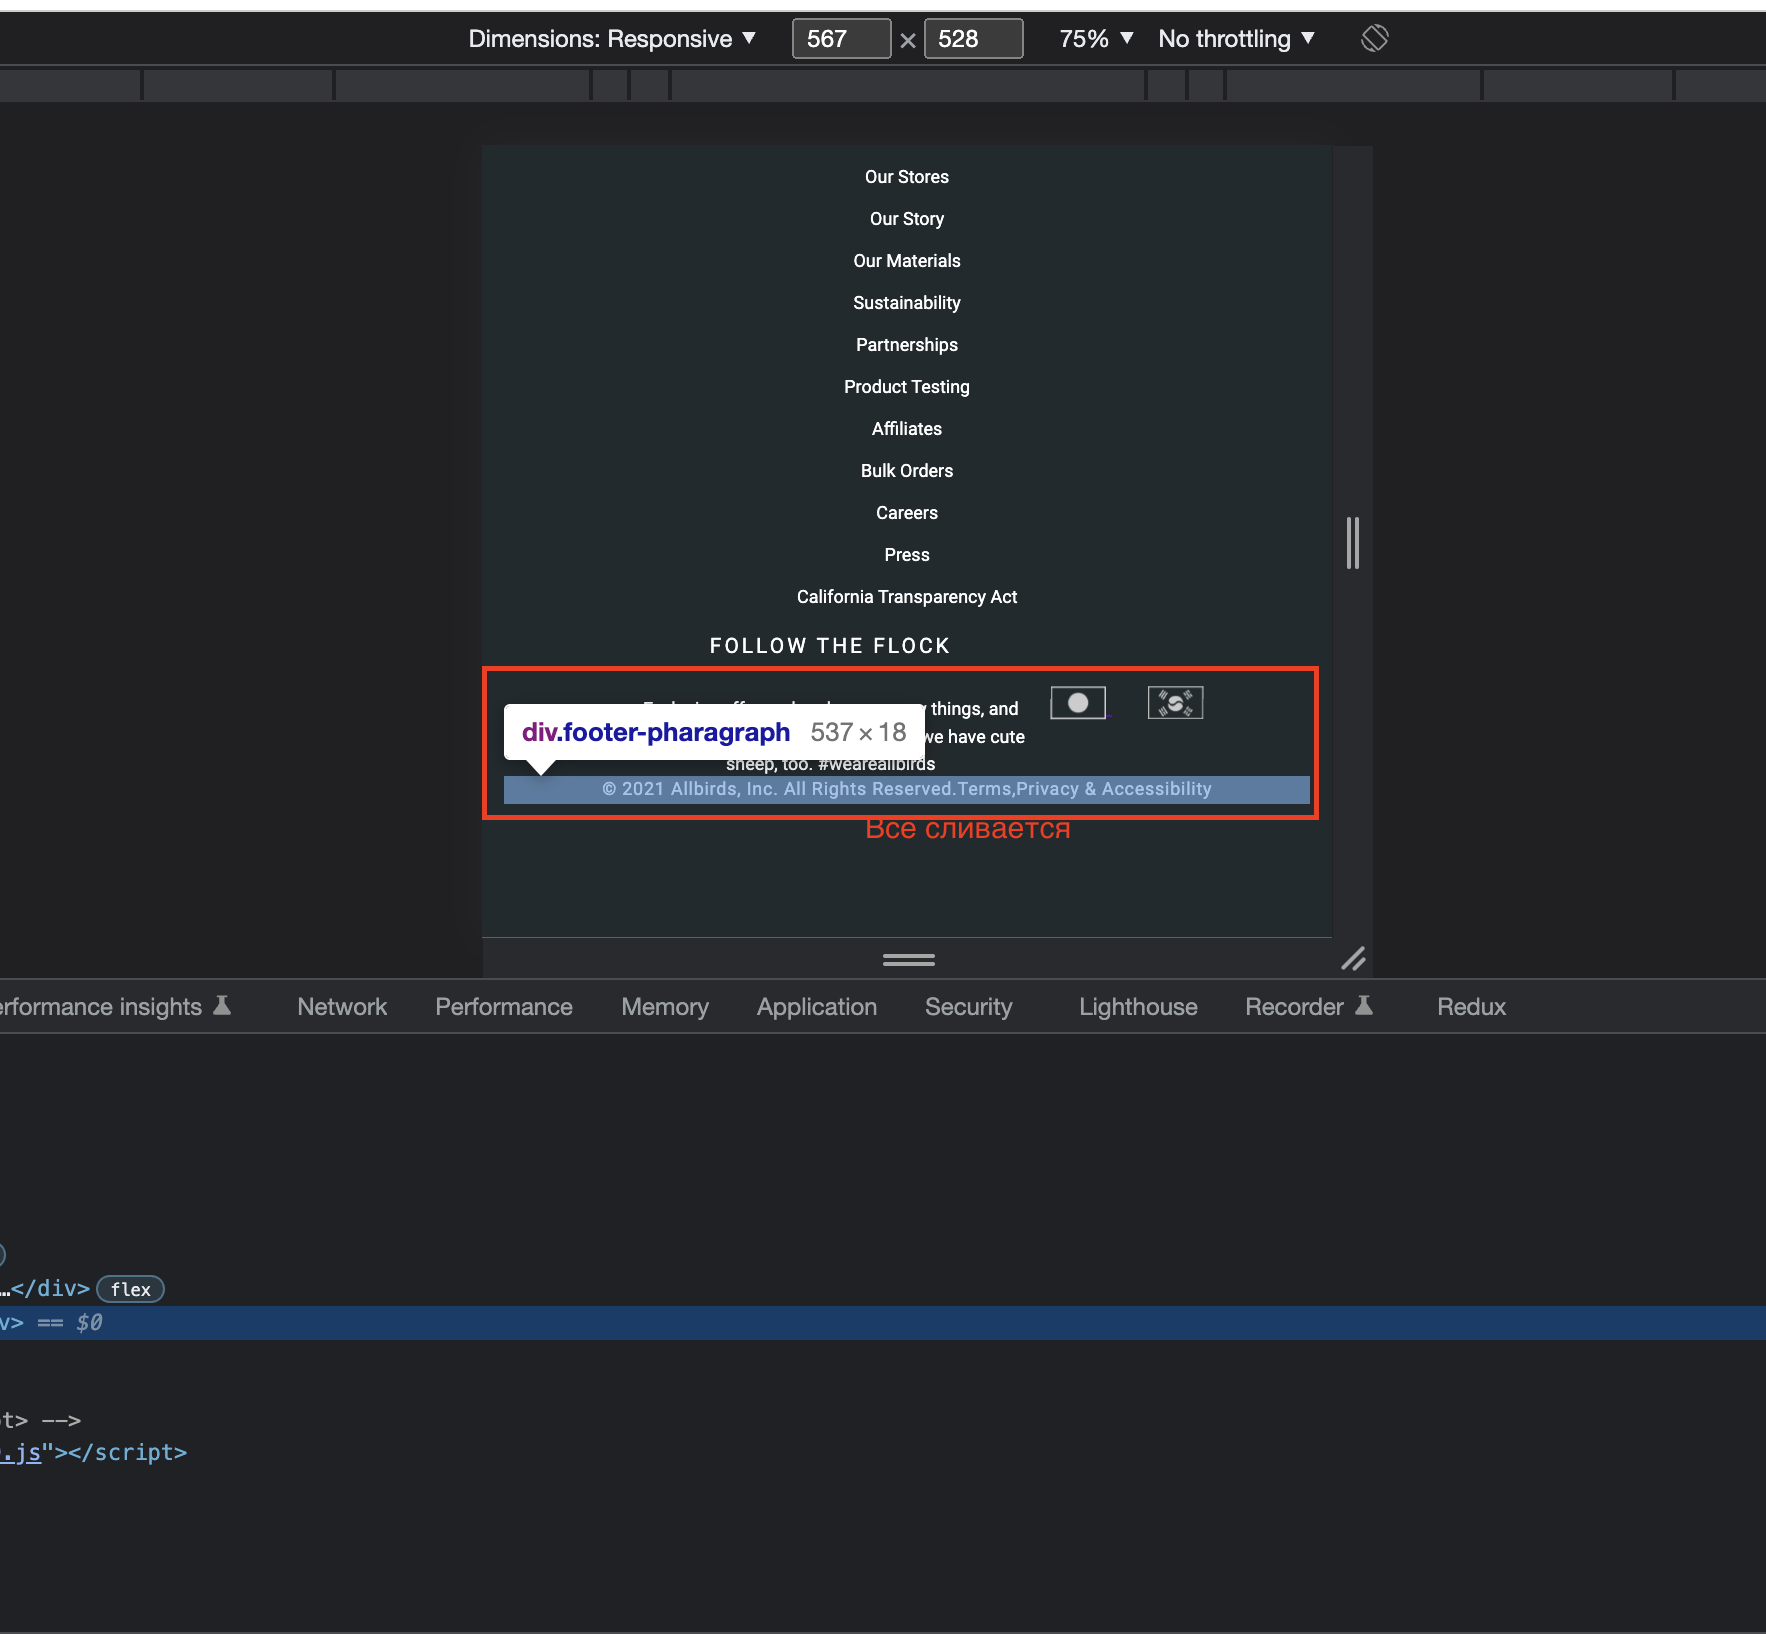 Dimensions: Responsive ▼ 567 × 528 75% ▼ No throttling ▼
Our Stores
Our Story
Our Materials
Sustainability
Partnerships
Product Testing
Affiliates
Bulk Orders
Careers
Press
California Transparency Act
FOLLOW THE FLOCK
things, and
div.footer-pharagraph 537 × 18
we have cute
sheep, too. #weareallbirds
© 2021 Allbirds, Inc. All Rights Reserved.Terms,Privacy & Accessibility
Все сливается
erformance insights Network Performance Memory Application Security Lighthouse Recorder Redux
…</div> flex
v> == $0
t> -->
.js"></script>